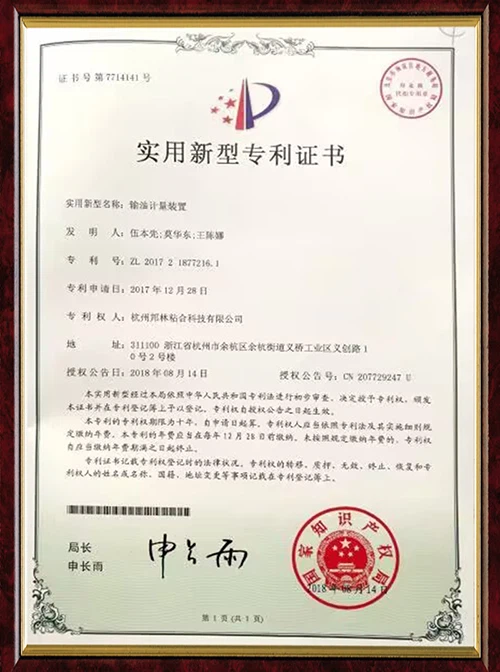 证书号第7714141号
实用新型专利证书
实用新型名称：输油计量装置
发明人：伍本先;莫华东;王陈娜
专利号：ZL 2017 2 1877216.1
专利申请日：2017年12月28日
专利权人：杭州邦林粘合科技有限公司
地址：311100 浙江省杭州市余杭区余杭街道义桥工业区义创路1
0号2号楼
授权公告日：2018年08月14日 授权公告号：CN 207729247 U
本实用新型经过本局依照中华人民共和国专利法进行初步审查，决定授予专利权，颁发
本证书并在专利登记簿上予以登记。专利权自授权公告之日起生效。
本专利的专利权期限为十年，自申请日起算。专利权人应当依照专利法及其实施细则规
定缴纳年费。本专利的年费应当在每年12月28日前缴纳。未按照规定缴纳年费的，专利权
自应当缴纳年费期满之日起终止。
专利证书记载专利权登记时的法律状况。专利权的转移、质押、无效、终止、恢复和专
利权人的姓名或名称、国籍、地址变更等事项记载在专利登记簿上。
局长
申长雨
申长雨
国家知识产权局
2018年08月14日
第1页(共1页)